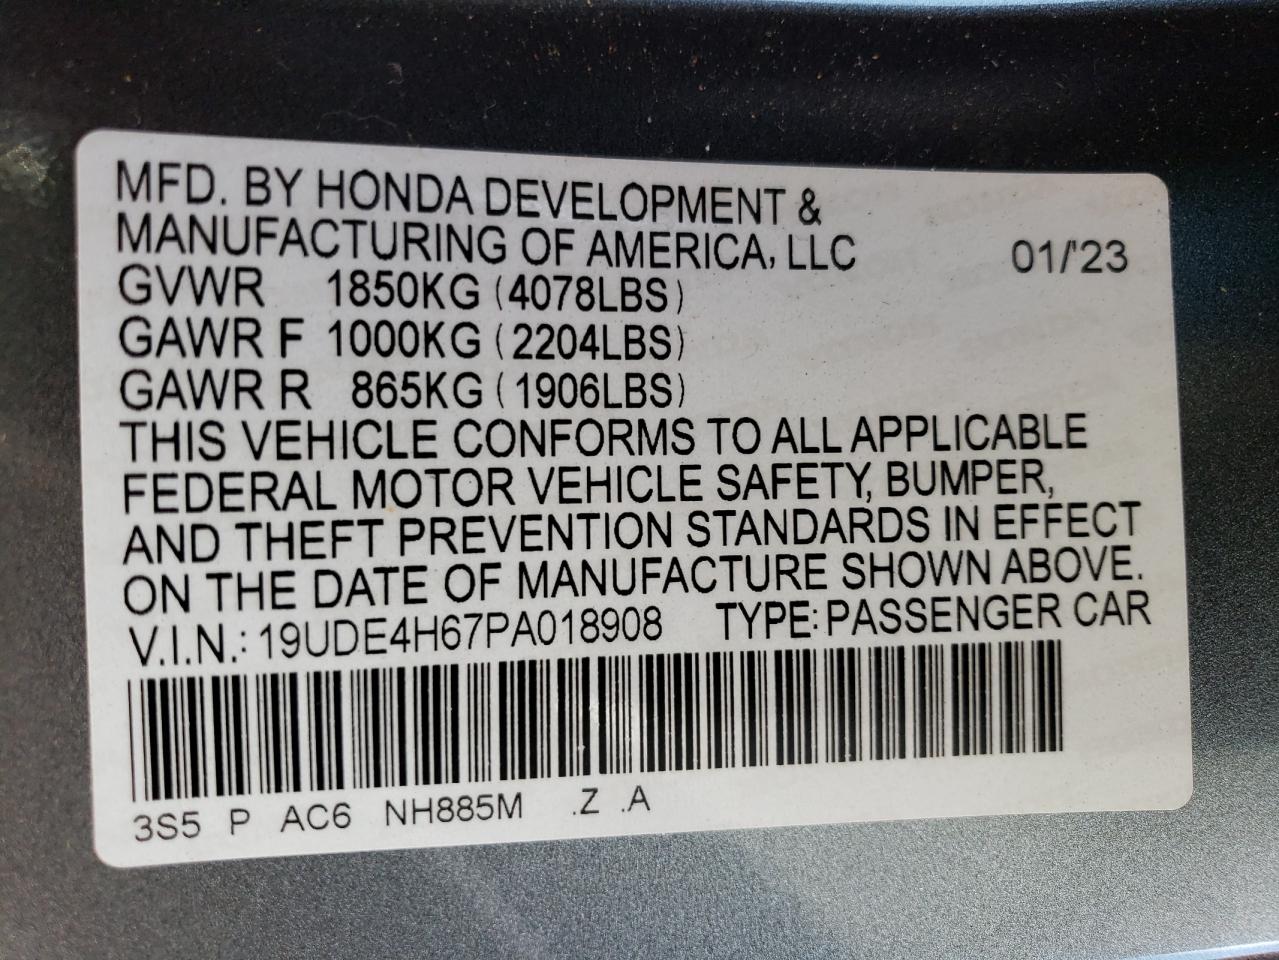 MFD. BY HONDA DEVELOPMENT &
MANUFACTURING OF AMERICA, LLC 01/'23
GVWR 1850KG (4078LBS)
GAWR F 1000KG (2204LBS)
GAWR R 865KG (1906LBS)
THIS VEHICLE CONFORMS TO ALL APPLICABLE
FEDERAL MOTOR VEHICLE SAFETY, BUMPER,
AND THEFT PREVENTION STANDARDS IN EFFECT
ON THE DATE OF MANUFACTURE SHOWN ABOVE.
V.I.N.: 19UDE4H67PA018908 TYPE: PASSENGER CAR
3S5 P AC6 NH885M .Z .A